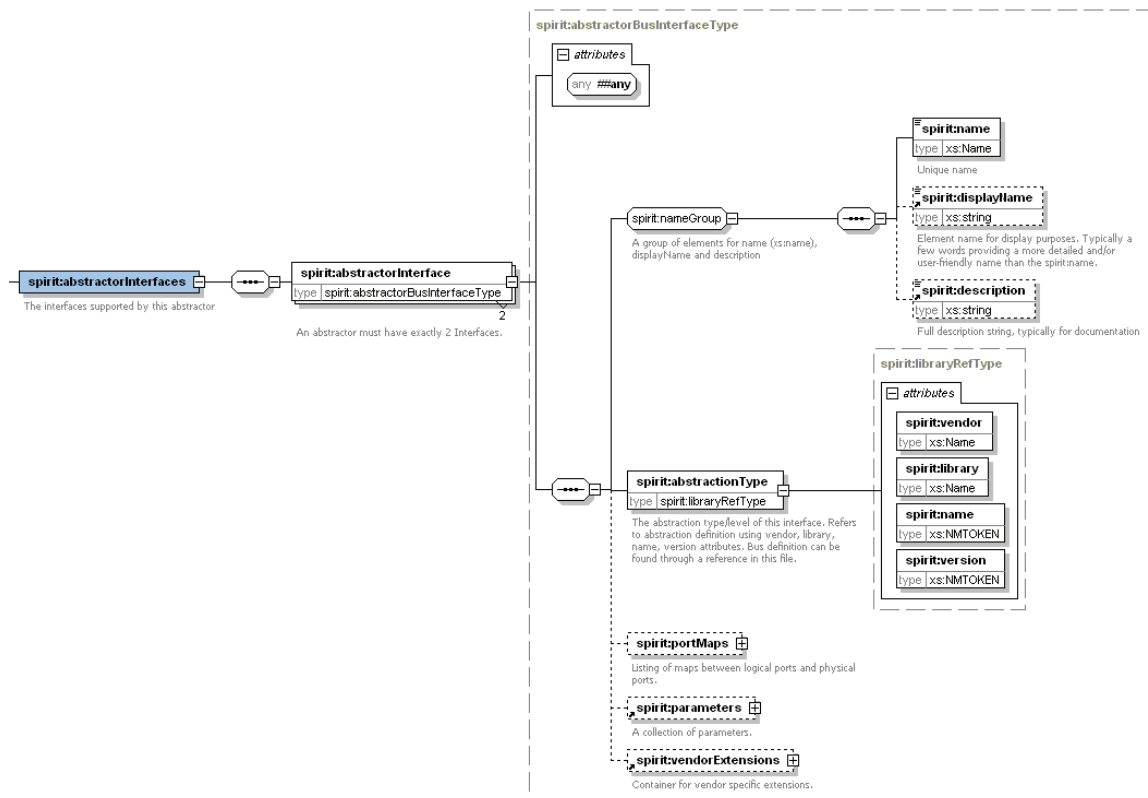 spirit:abstractorBusInterfaceType
attributes
any ##any
spirit:name
type xs:Name
Unique name
spirit:displayName
type xs:string
Element name for display purposes. Typically a
few words providing a more detailed and/or
user-friendly name than the spirit:name.
spirit:description
type xs:string
Full description string, typically for documentation
spirit:nameGroup
A group of elements for name (xs:name),
displayName and description
spirit:abstractorInterfaces
The interfaces supported by this abstractor
spirit:abstractorInterface
type spirit:abstractorBusInterfaceType
2
An abstractor must have exactly 2 Interfaces.
spirit:libraryRefType
attributes
spirit:vendor
type xs:Name
spirit:library
type xs:Name
spirit:name
type xs:NMTOKEN
spirit:version
type xs:NMTOKEN
spirit:abstractionType
type spirit:libraryRefType
The abstraction type/level of this interface. Refers
to abstraction definition using vendor, library,
name, version attributes. Bus definition can be
found through a reference in this file.
spirit:portMaps
Listing of maps between logical ports and physical
ports.
spirit:parameters
A collection of parameters.
spirit:vendorExtensions
Container for vendor specific extensions.